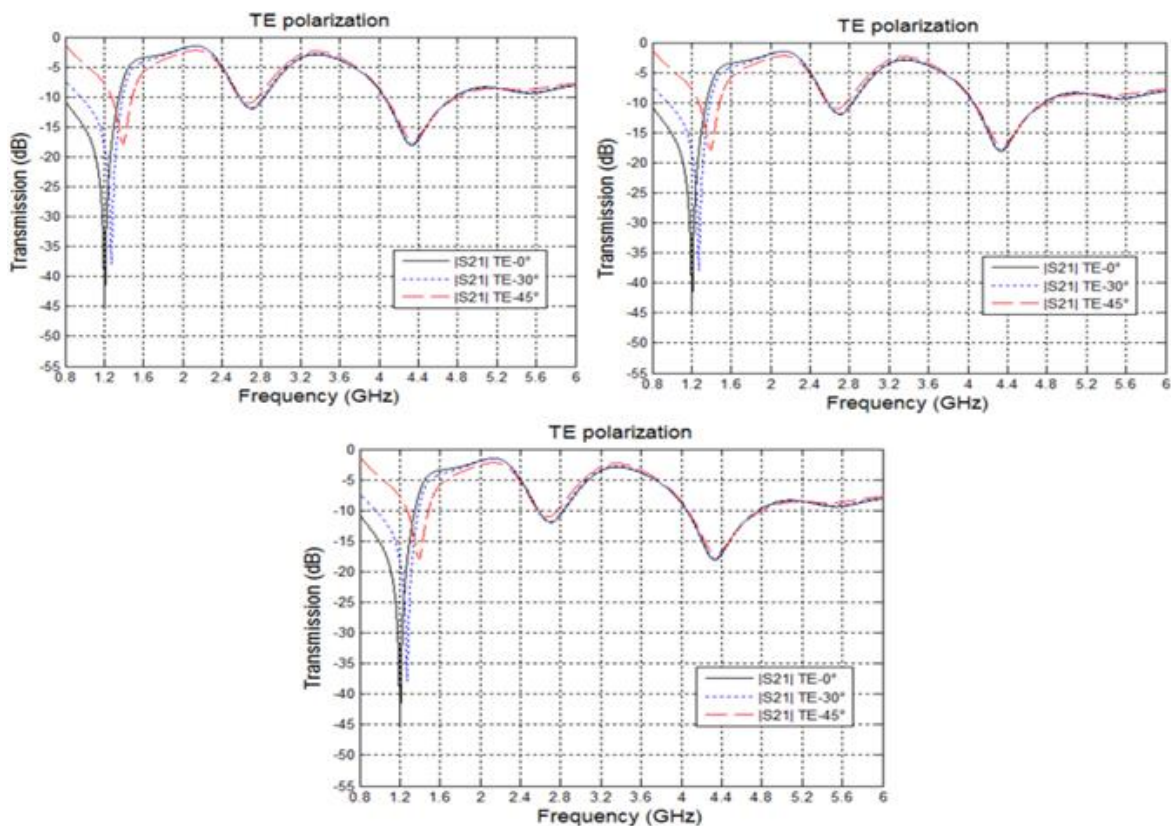 TE polarization
Transmission (dB)
0
-5
-10
-15
-20
-25
-30
-35
-40
-45
-50
-55
|S21| TE-0°
|S21| TE-30°
|S21| TE-45°
0.8 1.2 1.6 2 2.4 2.8 3.2 3.6 4 4.4 4.8 5.2 5.6 6
Frequency (GHz)
TE polarization
Transmission (dB)
0
-5
-10
-15
-20
-25
-30
-35
-40
-45
-50
-55
|S21| TE-0°
|S21| TE-30°
|S21| TE-45°
0.8 1.2 1.6 2 2.4 2.8 3.2 3.6 4 4.4 4.8 5.2 5.6 6
Frequency (GHz)
TE polarization
Transmission (dB)
0
-5
-10
-15
-20
-25
-30
-35
-40
-45
-50
-55
|S21| TE-0°
|S21| TE-30°
|S21| TE-45°
0.8 1.2 1.6 2 2.4 2.8 3.2 3.6 4 4.4 4.8 5.2 5.6 6
Frequency (GHz)